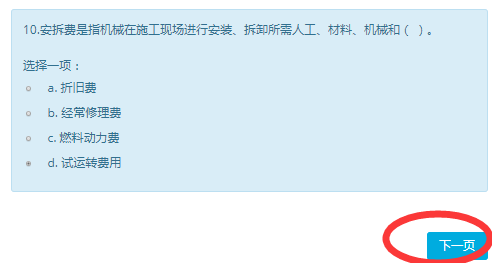 10.安拆费是指机械在施工现场进行安装、拆卸所需人工、材料、机械和（ ）。
选择一项：
a. 折旧费
b. 经常修理费
c. 燃料动力费
d. 试运转费用
下一页